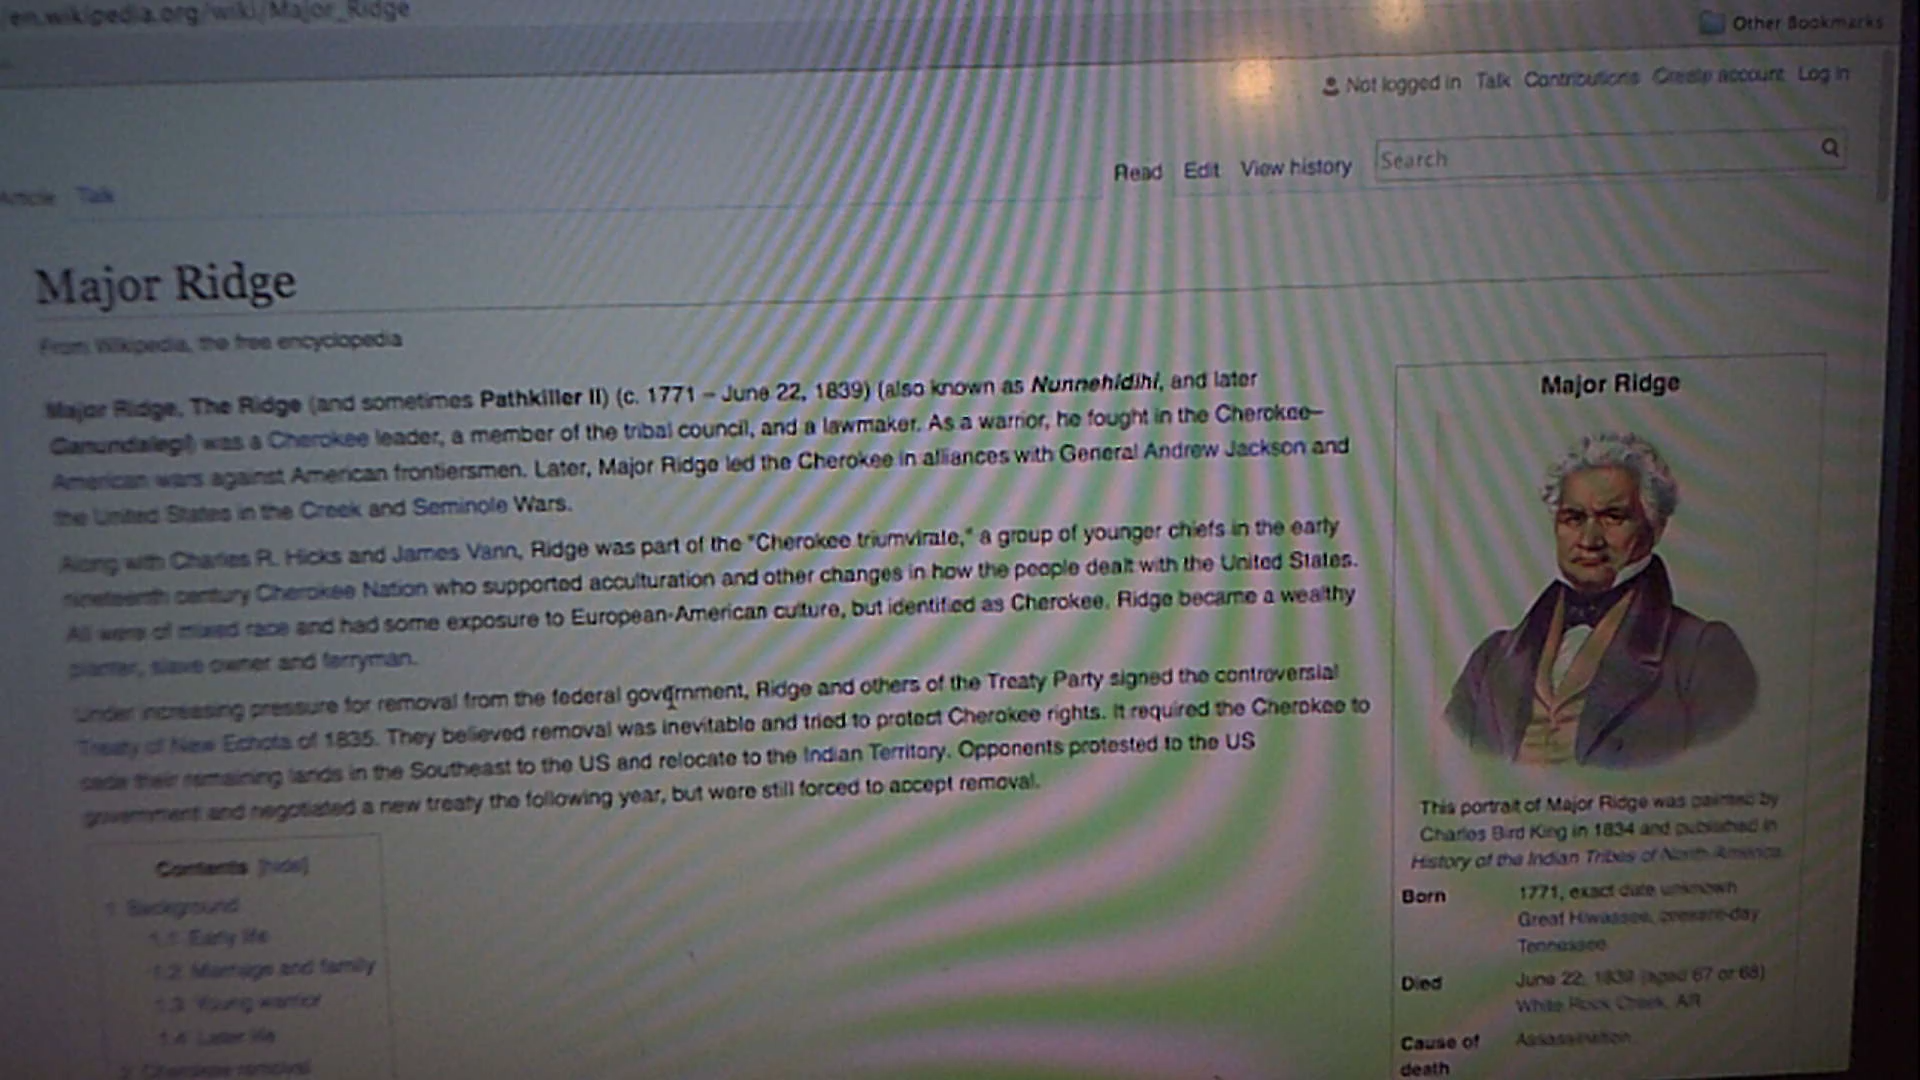 en.wikipedia.org/wiki/Major_Ridge
Other Bookmarks
Not logged in Talk Contributions Create account Log in
Read Edit View history Search
Article Talk
Major Ridge
From Wikipedia, the free encyclopedia
Major Ridge, The Ridge (and sometimes Pathkiller II) (c. 1771 – June 22, 1839) (also known as Nunnehidihi, and later
Ganundalegi) was a Cherokee leader, a member of the tribal council, and a lawmaker. As a warrior, he fought in the Cherokee–
American wars against American frontiersmen. Later, Major Ridge led the Cherokee in alliances with General Andrew Jackson and
the United States in the Creek and Seminole Wars.
Along with Charles R. Hicks and James Vann, Ridge was part of the "Cherokee triumvirate," a group of younger chiefs in the early
nineteenth century Cherokee Nation who supported acculturation and other changes in how the people dealt with the United States.
All were of mixed race and had some exposure to European-American culture, but identified as Cherokee. Ridge became a wealthy
planter, slave owner and ferryman.
Under increasing pressure for removal from the federal government, Ridge and others of the Treaty Party signed the controversial
Treaty of New Echota of 1835. They believed removal was inevitable and tried to protect Cherokee rights. It required the Cherokee to
cede their remaining lands in the Southeast to the US and relocate to the Indian Territory. Opponents protested to the US
government and negotiated a new treaty the following year, but were still forced to accept removal.
Contents [hide]
1 Background
1.1 Early life
1.2 Marriage and family
1.3 Young warrior
1.4 Later life
2 Cherokee removal
Major Ridge
This portrait of Major Ridge was painted by
Charles Bird King in 1834 and published in
History of the Indian Tribes of North America.
Born 1771, exact date unknown
Great Hiwassee, present-day
Tennessee
Died June 22, 1839 (aged 67 or 68)
White Rock Creek, AR
Cause of death Assassination